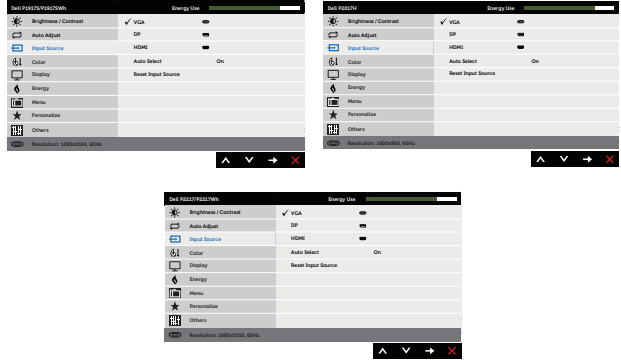 Dell P1917S/P1917SWh Energy Use
Brightness / Contrast VGA
Auto Adjust DP
Input Source HDMI
Color Auto Select On
Display Reset Input Source
Energy
Menu
Personalize
Others
Resolution: 1280x1024, 60Hz
Dell P2017H Energy Use
Brightness / Contrast VGA
Auto Adjust DP
Input Source HDMI
Color Auto Select On
Display Reset Input Source
Energy
Menu
Personalize
Others
Resolution: 1600x900, 60Hz
Dell P2217/P2217Wh Energy Use
Brightness / Contrast VGA
Auto Adjust DP
Input Source HDMI
Color Auto Select On
Display Reset Input Source
Energy
Menu
Personalize
Others
Resolution: 1680x1050, 60Hz